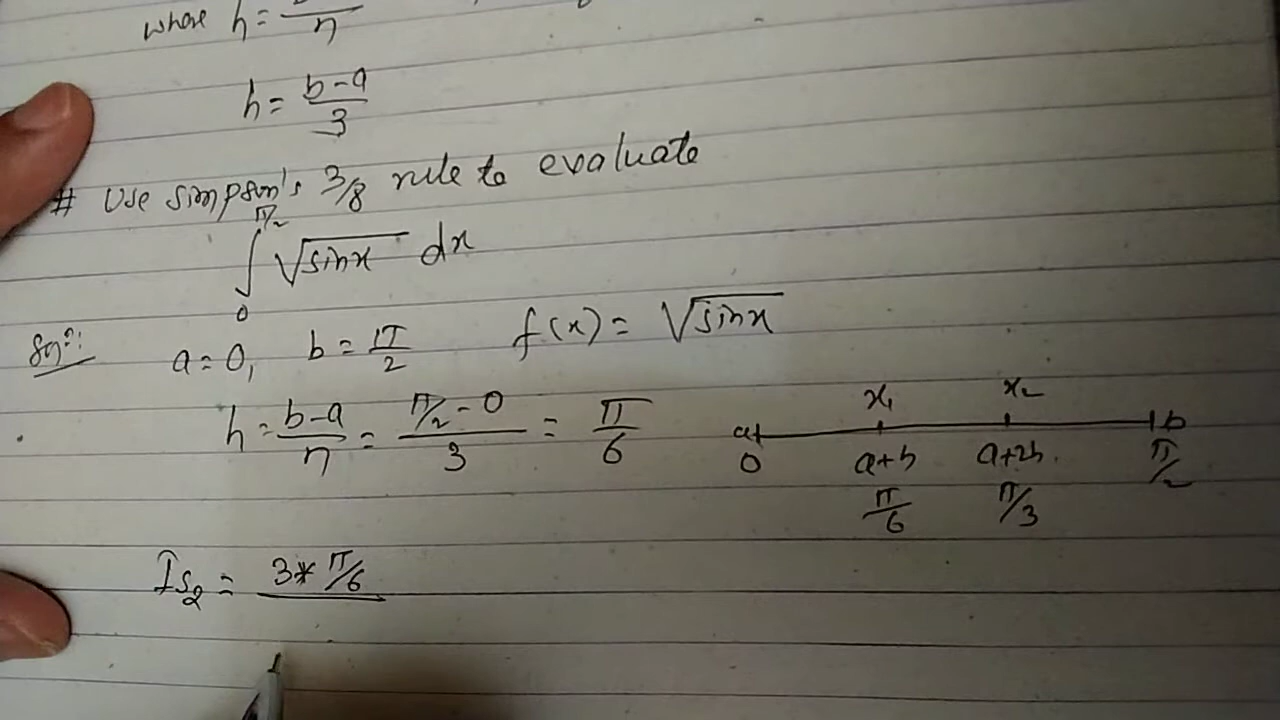 where h = /n
h = b-a/3
# Use simpson's 3/8 rule to evaluate
∫₀^π/2 √sinx dx
Solⁿ: a = 0, b = π/2 f(x) = √sinx
h = b-a/n = π/2 - 0/3 = π/6
x₁ x₂
a b
0 a+h a+2h π/2
π/6 π/3
Is₂ = 3* π/6